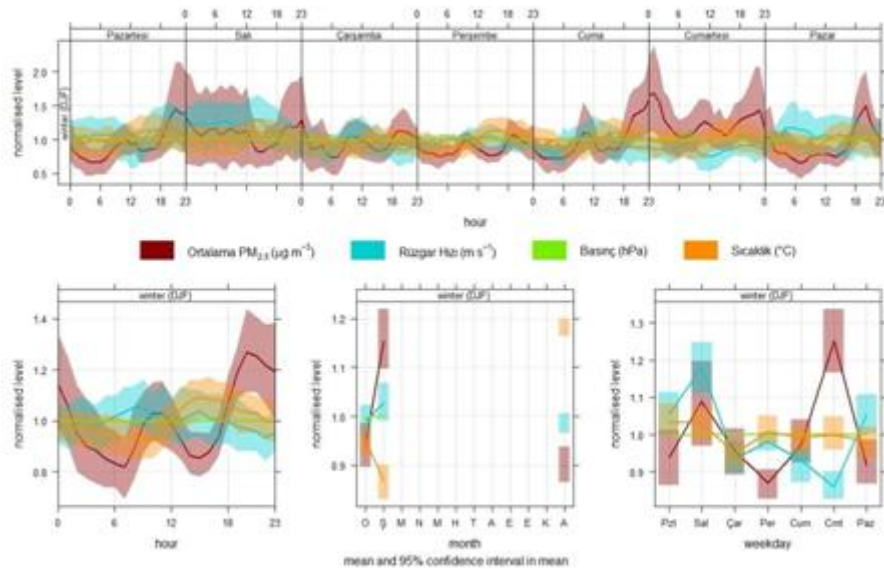 0 6 12 18 23 0 6 12 18 23 0 6 12 18 23
Pazartesi Salı Çarşamba Perşembe Cuma Cumartesi Pazar
normalised level
winter (DJF)
2.0
1.5
1.0
0.5
0 6 12 18 23 0 6 12 18 23 0 6 12 18 23 0 6 12 18 23
hour
Ortalama PM2.5 (µg m⁻³) Rüzgar Hızı (m s⁻¹) Basınç (hPa) Sıcaklık (°C)
winter (DJF)
normalised level
1.4
1.2
1.0
0.8
0 6 12 18 23
hour
winter (DJF)
normalised level
1.2
1.1
1.0
0.9
O Ş M N M H T A E E K A
month
winter (DJF)
normalised level
1.3
1.2
1.1
1.0
0.9
Pzt Sal Çar Per Cum Cmt Paz
weekday
mean and 95% confidence interval in mean